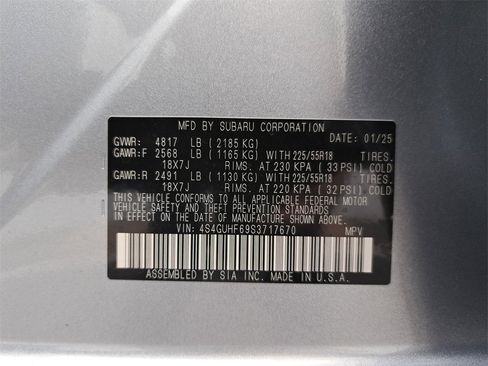 MFD BY SUBARU CORPORATION DATE: 01/25
GVWR: 4817 LB (2185 KG)
GAWR:F 2568 LB (1165 KG) WITH 225/55R18 TIRES.
18X7J RIMS. AT 230 KPA (33 PSI) COLD
GAWR:R 2491 LB (1130 KG) WITH 225/55R18 TIRES.
18X7J RIMS. AT 220 KPA (32 PSI) COLD
THIS VEHICLE CONFORMS TO ALL APPLICABLE FEDERAL MOTOR
VEHICLE SAFETY AND THEFT PREVENTION STANDARDS IN
EFFECT ON THE DATE OF MANUFACTURE SHOWN ABOVE.
VIN: 4S4GUHF69S3717670 MPV
ASSEMBLED BY SIA INC. MADE IN U.S.A.